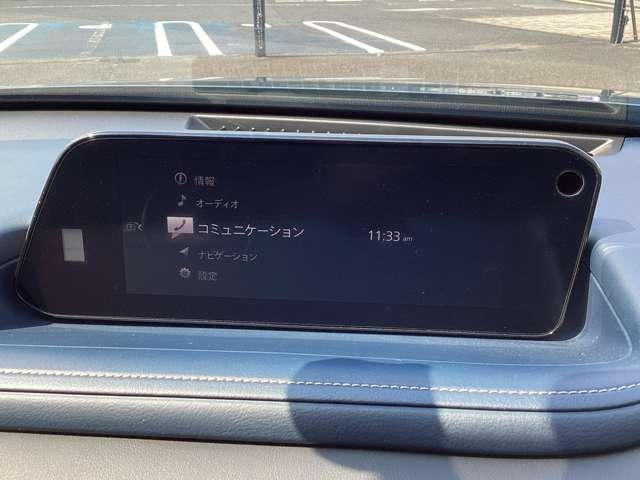 情報
オーディオ
コミュニケーション 11:33 am
ナビゲーション
設定